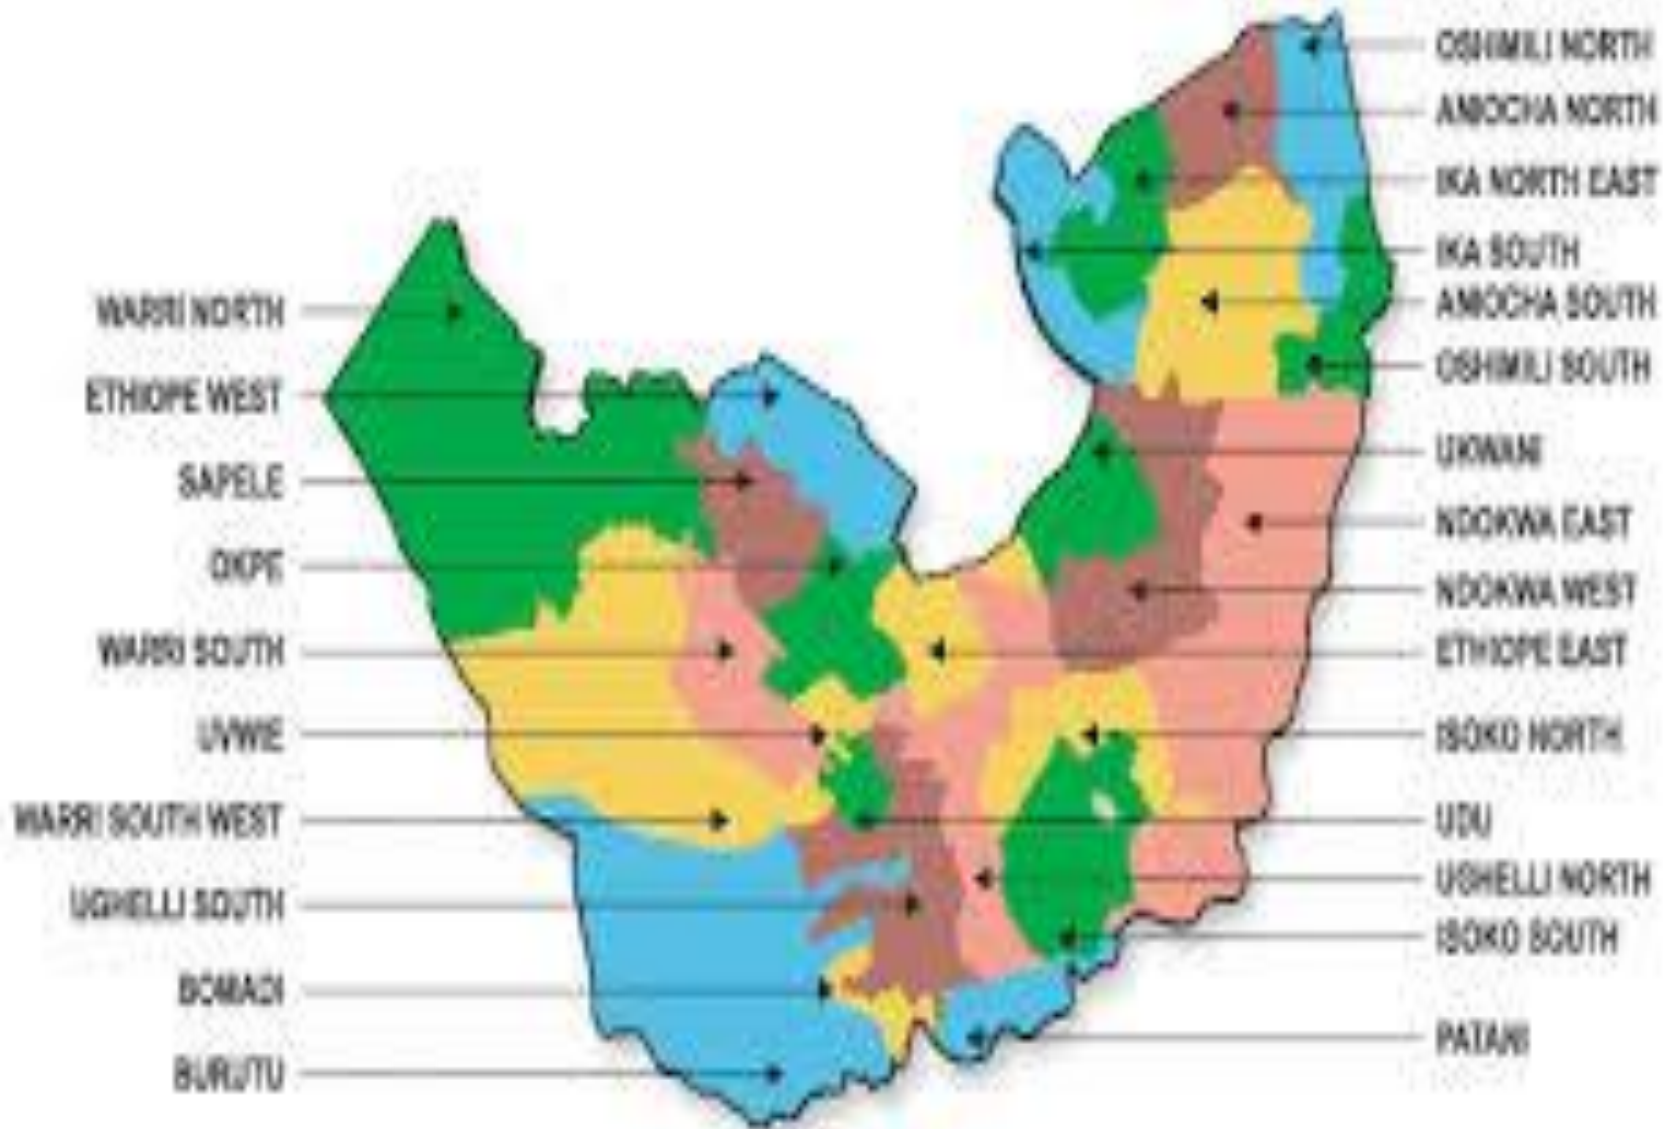 WARRI NORTH
ETHIOPE WEST
SAPELE
OKPE
WARRI SOUTH
UVWIE
WARRI SOUTH WEST
UGHELLI SOUTH
BOMADI
BURUTU
OSHIMILI NORTH
ANIOCHA NORTH
IKA NORTH EAST
IKA SOUTH
ANIOCHA SOUTH
OSHIMILI SOUTH
UKWANI
NDOKWA EAST
NDOKWA WEST
ETHIOPE EAST
ISOKO NORTH
UDU
UGHELLI NORTH
ISOKO SOUTH
PATANI